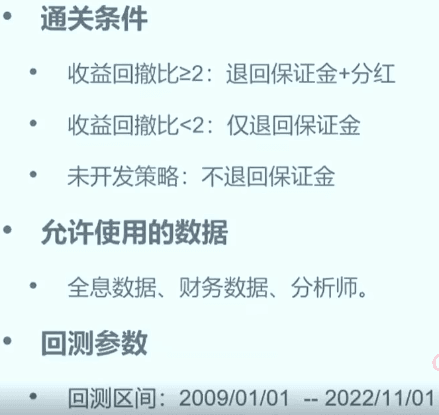 通关条件
收益回撤比≥2：退回保证金+分红
收益回撤比<2：仅退回保证金
未开发策略：不退回保证金
允许使用的数据
全息数据、财务数据、分析师。
回测参数
回测区间：2009/01/01 -- 2022/11/01